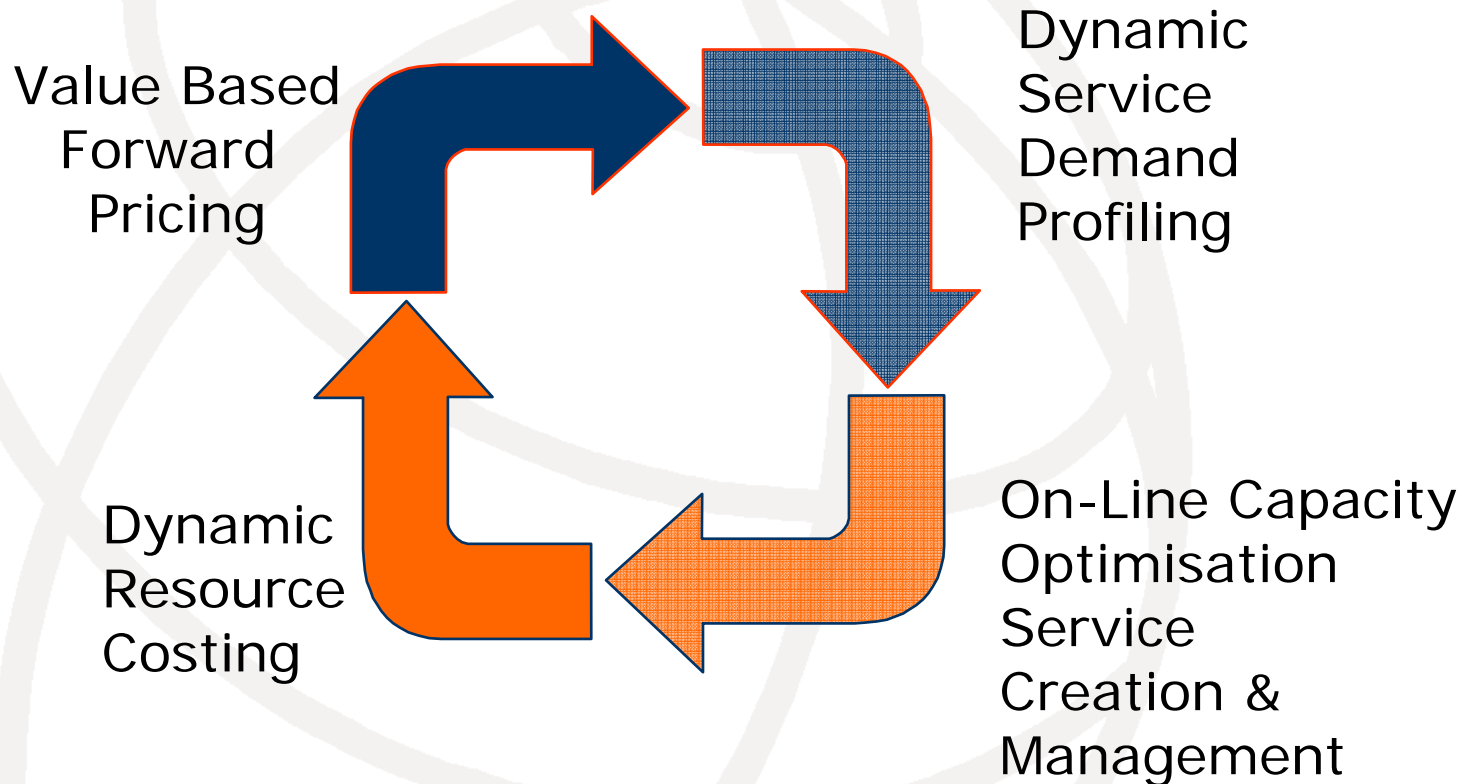 Value Based
Forward
Pricing
Dynamic
Service
Demand
Profiling
Dynamic
Resource
Costing
On-Line Capacity
Optimisation
Service
Creation &
Management